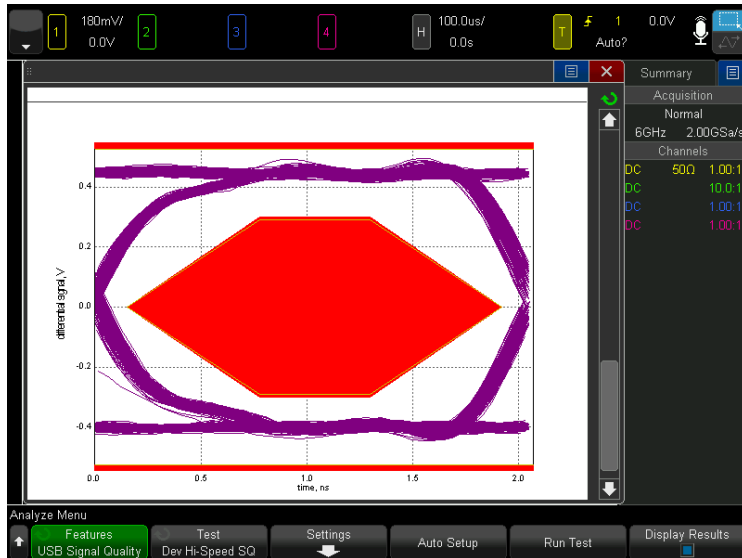 1 180mV/ 2 3 4 H 100.0us/ T 1 0.0V
0.0V 0.0s Auto?
Summary
Acquisition
Normal
6GHz 2.00GSa/s
Channels
DC 50Ω 1.00:1
DC 10.0:1
DC 1.00:1
DC 1.00:1
0.4
0.2
0.0
-0.2
-0.4
differential signal, V
0.0 0.5 1.0 1.5 2.0
time, ns
Analyze Menu
Features Test Settings Auto Setup Run Test Display Results
USB Signal Quality Dev Hi-Speed SQ